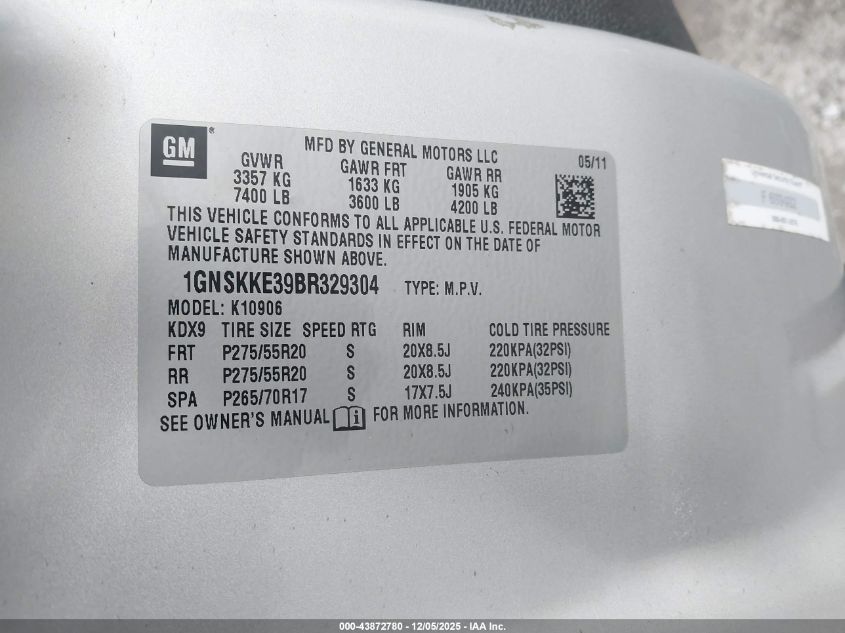 GM
MFD BY GENERAL MOTORS LLC
05/11
GVWR GAWR FRT GAWR RR
3357 KG 1633 KG 1905 KG
7400 LB 3600 LB 4200 LB
THIS VEHICLE CONFORMS TO ALL APPLICABLE U.S. FEDERAL MOTOR
VEHICLE SAFETY STANDARDS IN EFFECT ON THE DATE OF
MANUFACTURE SHOWN ABOVE.
1GNSKKE39BR329304 TYPE: M.P.V.
MODEL: K10906
KDX9 TIRE SIZE SPEED RTG RIM COLD TIRE PRESSURE
FRT P275/55R20 S 20X8.5J 220KPA(32PSI)
RR P275/55R20 S 20X8.5J 220KPA(32PSI)
SPA P265/70R17 S 17X7.5J 240KPA(35PSI)
SEE OWNER'S MANUAL i FOR MORE INFORMATION.
000-43872780 - 12/05/2025 - IAA Inc.